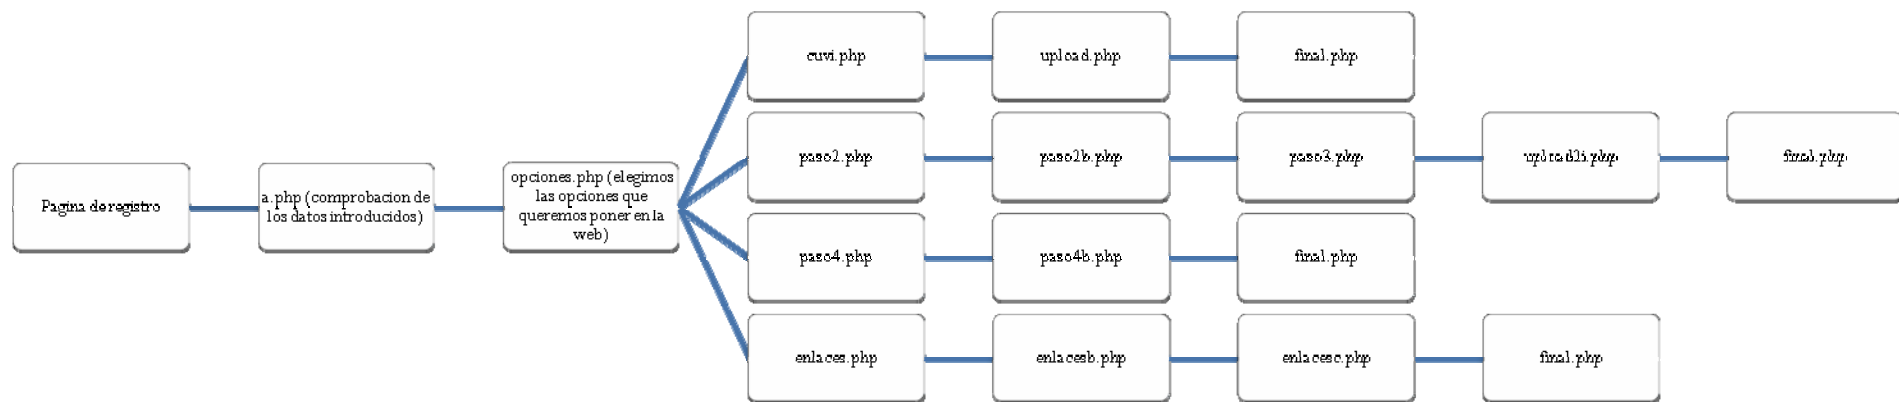 Pagina de registro
a.php (comprobacion de
los datos introducidos)
opciones.php (elegimos
las opciones que
queremos poner en la
web)
cuvi.php
upload.php
final.php
paso2.php
paso2b.php
paso3.php
upload2i.php
final.php
paso4.php
paso4b.php
final.php
enlaces.php
enlacesb.php
enlacesc.php
final.php